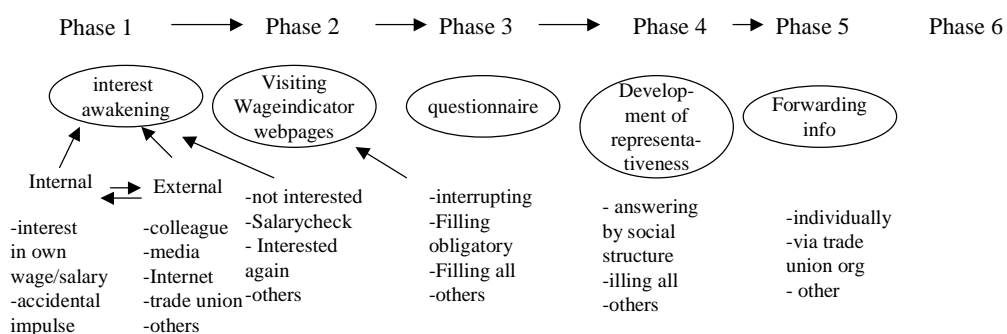 Phase 1 Phase 2 Phase 3 Phase 4 Phase 5 Phase 6
interest
awakening
Visiting
Wageindicator
webpages
questionnaire
Develop-
ment of
representa-
tiveness
Forwarding
info
Internal
External
-interest
in own
wage/salary
-accidental
impulse
-colleague
-media
-Internet
-trade union
-others
-not interested
-Salarycheck
- Interested
again
-others
-interrupting
-Filling
obligatory
-Filling all
-others
- answering
by social
structure
-illing all
-others
-individually
-via trade
union org
- other